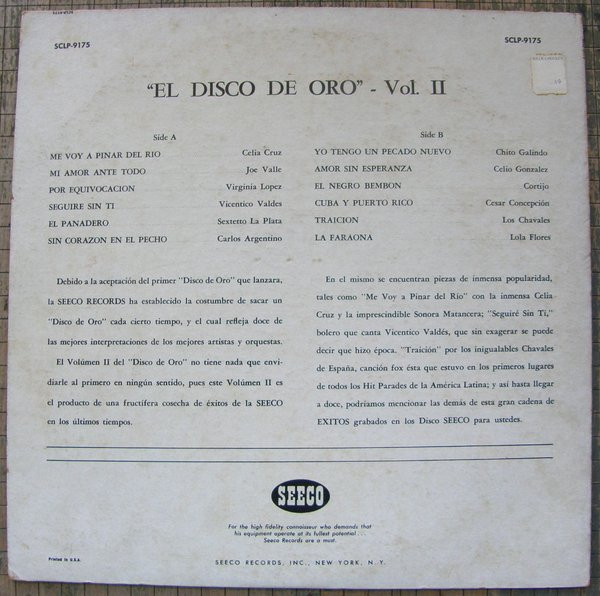 SCLP-9175
SCLP-9175
SCLP-9175
"EL DISCO DE ORO" - Vol. II
Side A
ME VOY A PINAR DEL RIO Celia Cruz
MI AMOR ANTE TODO Joe Valle
POR EQUIVOCACION Virginia Lopez
SEGUIRE SIN TI Vicentico Valdes
EL PANADERO Sextetto La Plata
SIN CORAZON EN EL PECHO Carlos Argentino
Side B
YO TENGO UN PECADO NUEVO Chito Galindo
AMOR SIN ESPERANZA Celio Gonzalez
EL NEGRO BEMBON Cortijo
CUBA Y PUERTO RICO Cesar Concepción
TRAICION Los Chavales
LA FARAONA Lola Flores
Debido a la aceptación del primer "Disco de Oro" que lanzara,
la SEECO RECORDS ha establecido la costumbre de sacar un
"Disco de Oro" cada cierto tiempo, y el cual refleja doce de
las mejores interpretaciones de los mejores artistas y orquestas.
El Volúmen II del "Disco de Oro" no tiene nada que envi-
diarle al primero en ningún sentido, pues este Volúmen II es
el producto de una fructífera cosecha de éxitos de la SEECO
en los últimos tiempos.
En el mismo se encuentran piezas de inmensa popularidad,
tales como "Me Voy a Pinar del Río" con la inmensa Celia
Cruz y la imprescindible Sonora Matancera; "Seguiré Sin Ti,"
bolero que canta Vicentico Valdés, que sin exagerar se puede
decir que hizo época. "Traición" por los inigualables Chavales
de España, canción fox ésta que estuvo en los primeros lugares
de todos los Hit Parades de la América Latina; y así hasta llegar
a doce, podríamos mencionar las demás de esta gran cadena de
EXITOS grabados en los Disco SEECO para ustedes.
SEECO
For the high fidelity connoisseur who demands that
his equipment operate at its fullest potential . . .
Seeco Records are a must.
Printed in U.S.A.
SEECO RECORDS, INC., NEW YORK, N.Y.